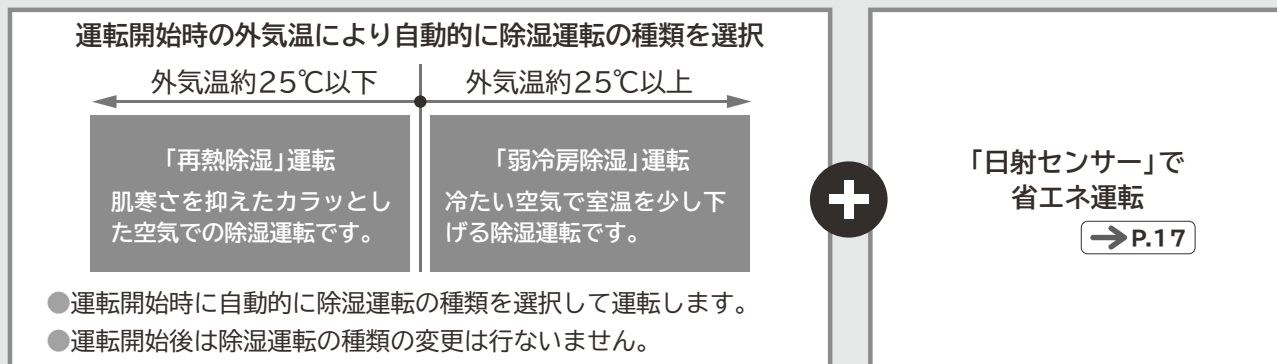 運転開始時の外気温により自動的に除湿運転の種類を選択
外気温約25℃以下
外気温約25℃以上
「再熱除湿」運転
肌寒さを抑えたカラッとし
た空気での除湿運転です。
「弱冷房除湿」運転
冷たい空気で室温を少し下
げる除湿運転です。
●運転開始時に自動的に除湿運転の種類を選択して運転します。
●運転開始後は除湿運転の種類の変更は行ないません。
「日射センサー」で
省エネ運転
→P.17